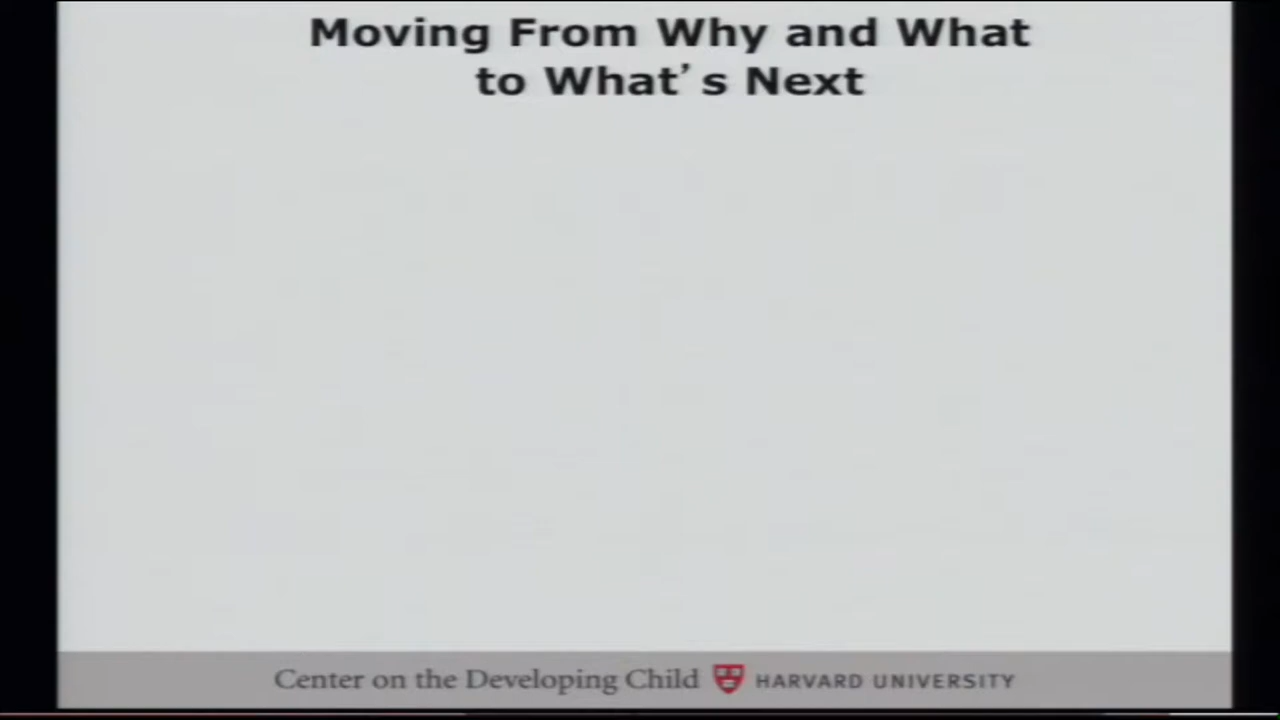 Moving From Why and What
to What's Next
Center on the Developing Child HARVARD UNIVERSITY